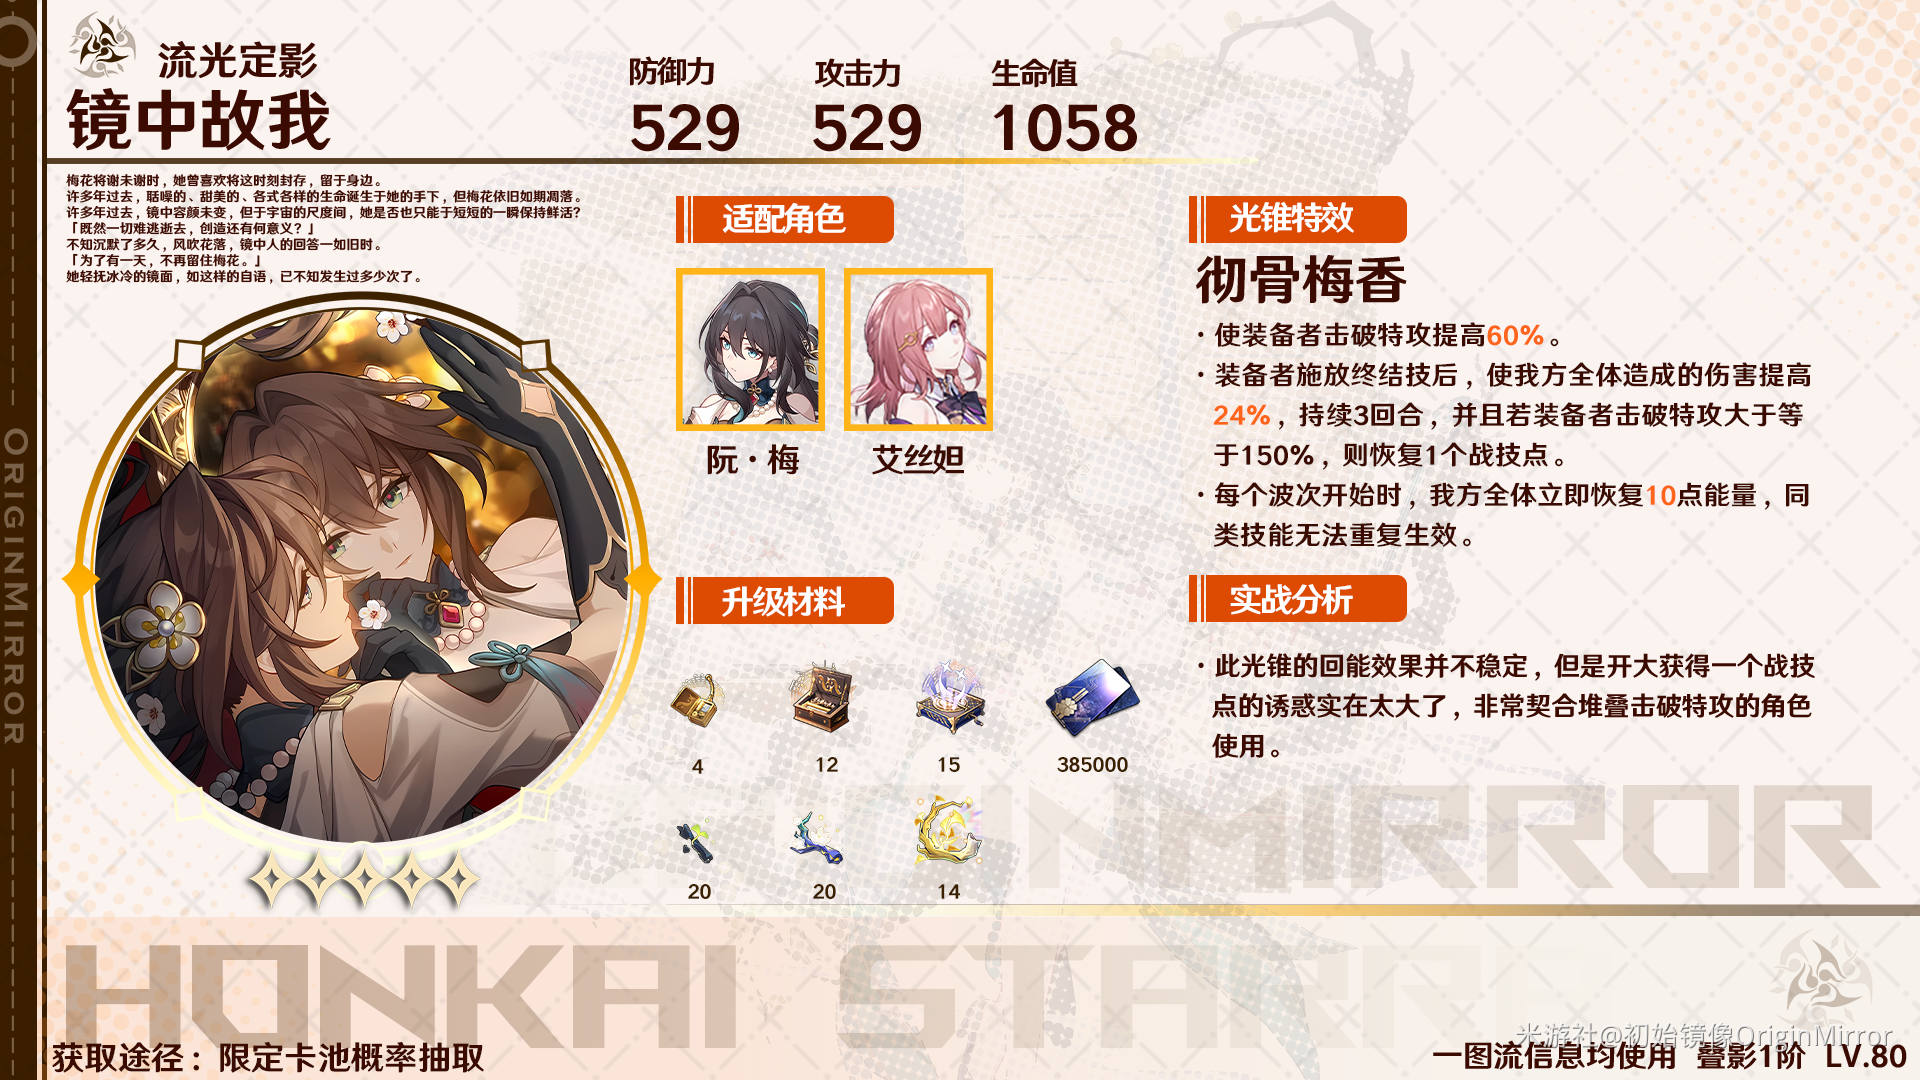 流光定影
镜中故我
防御力
529
攻击力
529
生命值
1058
梅花将谢未谢时，她曾喜欢将这时刻封存，留于身边。
许多年过去，聒噪的、甜美的、各式各样的生命诞生于她的手下，但梅花依旧如期凋落。
许多年过去，镜中容颜未变，但于宇宙的尺度间，她是否也只能于短短的一瞬保持鲜活？
「既然一切难逃逝去，创造还有何意义？」
不知沉默了多久，风吹花落，镜中人的回答一如旧时。
「为了有一天，不再留住梅花。」
她轻抚冰冷的镜面，如这样的自语，已不知发生过多少次了。
适配角色
阮·梅
艾丝妲
升级材料
4
12
15
385000
20
20
14
光锥特效
彻骨梅香
·使装备者击破特攻提高60%。
·装备者施放终结技后，使我方全体造成的伤害提高
24%，持续3回合，并且若装备者击破特攻大于等
于150%，则恢复1个战技点。
·每个波次开始时，我方全体立即恢复10点能量，同
类技能无法重复生效。
实战分析
·此光锥的回能效果并不稳定，但是开大获得一个战技
点的诱惑实在太大了，非常契合堆叠击破特攻的角色
使用。
ORIGINMIRROR
N MIRROR
HONKAI STARR
获取途径：限定卡池概率抽取
米游社@初始镜像OriginMirror
一图流信息均使用 叠影1阶 LV.80